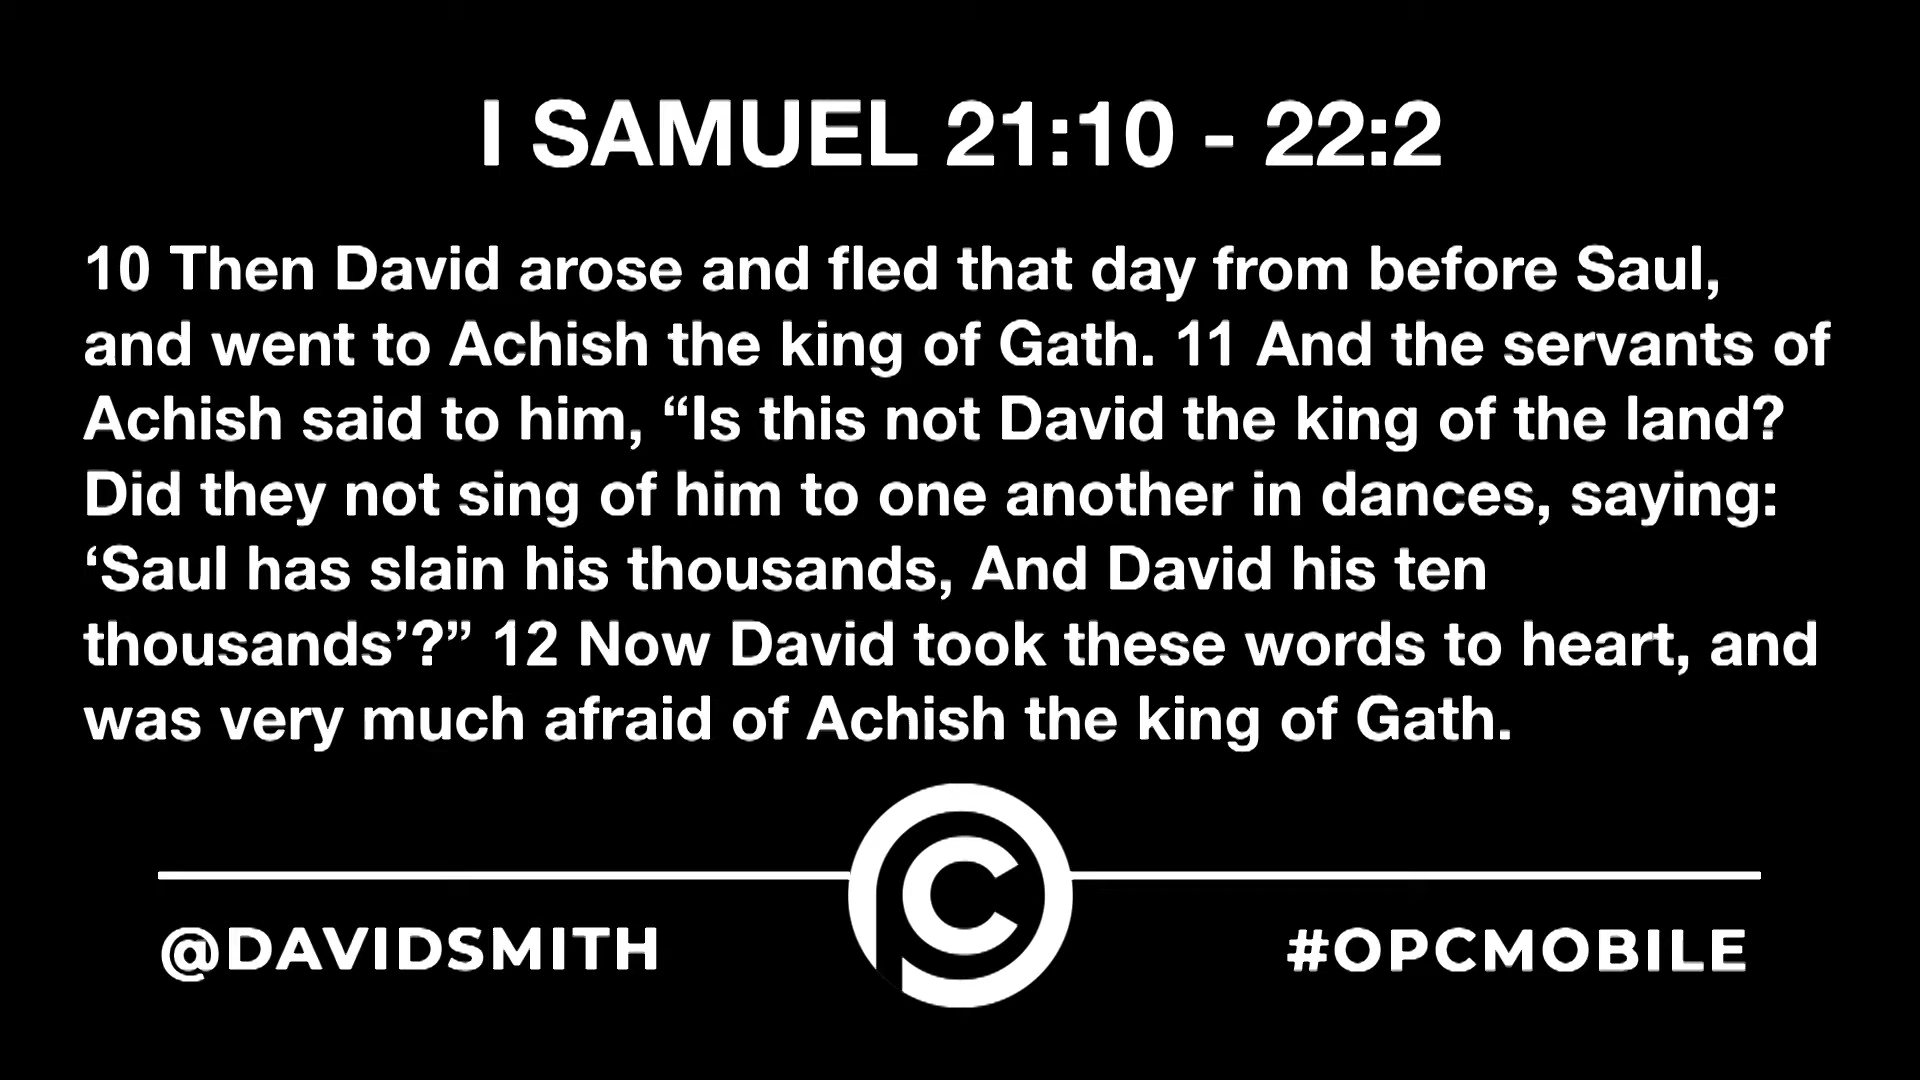 I SAMUEL 21:10 - 22:2
10 Then David arose and fled that day from before Saul,
and went to Achish the king of Gath. 11 And the servants of
Achish said to him, “Is this not David the king of the land?
Did they not sing of him to one another in dances, saying:
‘Saul has slain his thousands, And David his ten
thousands’?” 12 Now David took these words to heart, and
was very much afraid of Achish the king of Gath.
@DAVIDSMITH
#OPCMOBILE